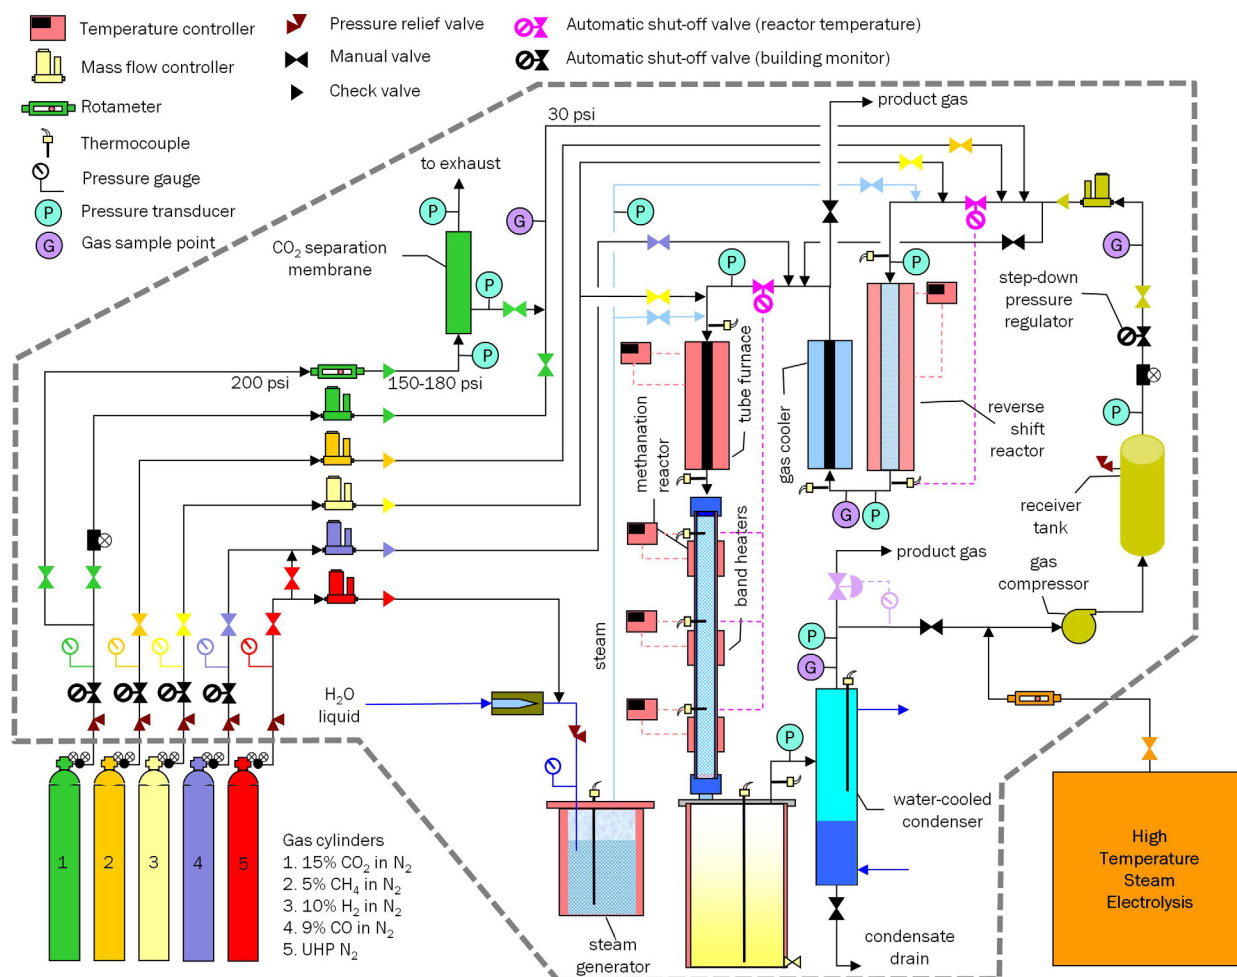 Temperature controller
Mass flow controller
Rotameter
Thermocouple
Pressure gauge
P
Pressure transducer
G
Gas sample point
Pressure relief valve
Manual valve
Check valve
Automatic shut-off valve (reactor temperature)
Automatic shut-off valve (building monitor)
product gas
30 psi
to exhaust
P
G
P
CO₂ separation
membrane
P
P
P
P
G
step-down
pressure
regulator
200 psi
150-180 psi
tube furnace
gas cooler
reverse
shift
reactor
P
methanation
reactor
G
P
receiver
tank
band heaters
product gas
gas
compressor
steam
P
G
H₂O
liquid
P
water-cooled
condenser
High
Temperature
Steam
Electrolysis
1
2
3
4
5
Gas cylinders
1. 15% CO₂ in N₂
2. 5% CH₄ in N₂
3. 10% H₂ in N₂
4. 9% CO in N₂
5. UHP N₂
steam
generator
condensate
drain